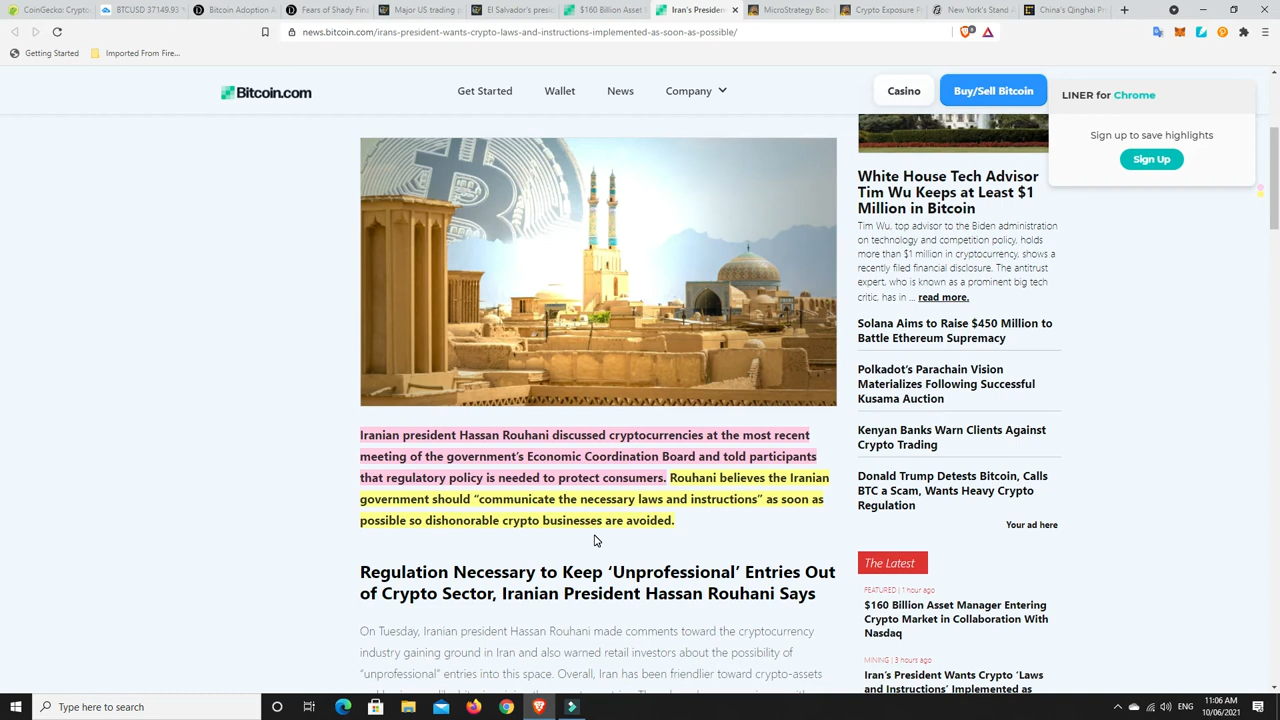 CoinGecko: Crypto
BTCUSD 37149.93
Bitcoin Adoption A
Fears of Shady Fina
Major US trading p
El Salvador's presid
$160 Billion Asset
Iran's President
MicroStrategy Boo
Crypto Exposure P
New York's Stand A
China's Qinghai Pr
news.bitcoin.com/irans-president-wants-crypto-laws-and-instructions-implemented-as-soon-as-possible/
Getting Started
Imported From Fire...
Bitcoin.com
Get Started
Wallet
News
Company
Casino
Buy/Sell Bitcoin
LINER for Chrome
Sign up to save highlights
Sign Up
Iranian president Hassan Rouhani discussed cryptocurrencies at the most recent
meeting of the government's Economic Coordination Board and told participants
that regulatory policy is needed to protect consumers. Rouhani believes the Iranian
government should “communicate the necessary laws and instructions” as soon as
possible so dishonorable crypto businesses are avoided.
Regulation Necessary to Keep ‘Unprofessional’ Entries Out
of Crypto Sector, Iranian President Hassan Rouhani Says
On Tuesday, Iranian president Hassan Rouhani made comments toward the cryptocurrency
industry gaining ground in Iran and also warned retail investors about the possibility of
“unprofessional” entries into this space. Overall, Iran has been friendlier toward crypto-assets
White House Tech Advisor
Tim Wu Keeps at Least $1
Million in Bitcoin
Tim Wu, top advisor to the Biden administration
on technology and competition policy, holds
more than $1 million in cryptocurrency, shows a
recently filed financial disclosure. The antitrust
expert, who is known as a prominent big tech
critic, has in ... read more.
Solana Aims to Raise $450 Million to
Battle Ethereum Supremacy
Polkadot's Parachain Vision
Materializes Following Successful
Kusama Auction
Kenyan Banks Warn Clients Against
Crypto Trading
Donald Trump Detests Bitcoin, Calls
BTC a Scam, Wants Heavy Crypto
Regulation
Your ad here
The Latest
FEATURED | 1 hour ago
$160 Billion Asset Manager Entering
Crypto Market in Collaboration With
Nasdaq
MINING | 3 hours ago
Iran's President Wants Crypto ‘Laws
and Instructions’ Implemented as
Type here to search
ENG
11:06 AM
10/06/2021